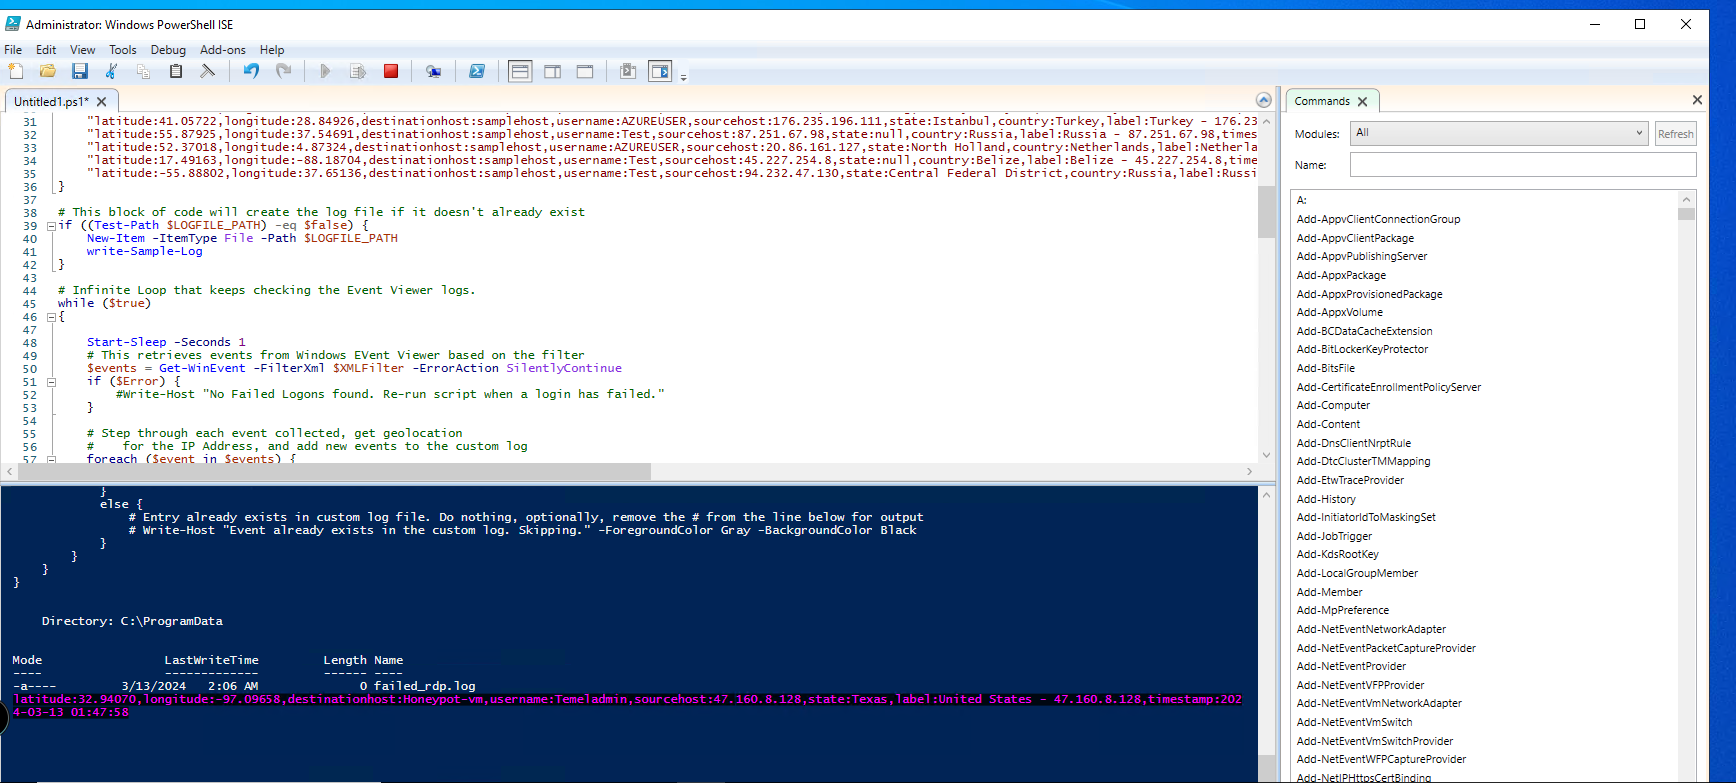 Administrator: Windows PowerShell ISE
File Edit View Tools Debug Add-ons Help
Untitled1.ps1*
31 "latitude:41.05722,longitude:28.84926,destinationhost:samplehost,username:AZUREUSER,sourcehost:176.235.196.111,state:Istanbul,country:Turkey,label:Turkey - 176.23
32 "latitude:55.87925,longitude:37.54691,destinationhost:samplehost,username:Test,sourcehost:87.251.67.98,state:null,country:Russia,label:Russia - 87.251.67.98,times
33 "latitude:52.37018,longitude:4.87324,destinationhost:samplehost,username:AZUREUSER,sourcehost:20.86.161.127,state:North Holland,country:Netherlands,label:Netherla
34 "latitude:17.49163,longitude:-88.18704,destinationhost:samplehost,username:Test,sourcehost:45.227.254.8,state:null,country:Belize,label:Belize - 45.227.254.8,time
35 "latitude:-55.88802,longitude:37.65136,destinationhost:samplehost,username:Test,sourcehost:94.232.47.130,state:Central Federal District,country:Russia,label:Russi
36 }
37
38 # This block of code will create the log file if it doesn't already exist
39 if ((Test-Path $LOGFILE_PATH) -eq $false) {
40 New-Item -ItemType File -Path $LOGFILE_PATH
41 write-Sample-Log
42 }
43
44 # Infinite Loop that keeps checking the Event Viewer logs.
45 while ($true)
46 {
47
48 Start-Sleep -Seconds 1
49 # This retrieves events from Windows EVent Viewer based on the filter
50 $events = Get-WinEvent -FilterXml $XMLFilter -ErrorAction SilentlyContinue
51 if ($Error) {
52 #Write-Host "No Failed Logons found. Re-run script when a login has failed."
53 }
54
55 # Step through each event collected, get geolocation
56 # for the IP Address, and add new events to the custom log
57 foreach ($event in $events) {
}
else {
# Entry already exists in custom log file. Do nothing, optionally, remove the # from the line below for output
# Write-Host "Event already exists in the custom log. Skipping." -ForegroundColor Gray -BackgroundColor Black
}
}
}
}
Directory: C:\ProgramData
Mode LastWriteTime Length Name
---- ------------- ------ ----
-a---- 3/13/2024 2:06 AM 0 failed_rdp.log
latitude:32.94070,longitude:-97.09658,destinationhost:Honeypot-vm,username:Temeladmin,sourcehost:47.160.8.128,state:Texas,label:United States - 47.160.8.128,timestamp:202
4-03-13 01:47:58
Commands
Modules: All Refresh
Name:
A:
Add-AppvClientConnectionGroup
Add-AppvClientPackage
Add-AppvPublishingServer
Add-AppxPackage
Add-AppxProvisionedPackage
Add-AppxVolume
Add-BCDataCacheExtension
Add-BitLockerKeyProtector
Add-BitsFile
Add-CertificateEnrollmentPolicyServer
Add-Computer
Add-Content
Add-DnsClientNrptRule
Add-DtcClusterTMMapping
Add-EtwTraceProvider
Add-History
Add-InitiatorIdToMaskingSet
Add-JobTrigger
Add-KdsRootKey
Add-LocalGroupMember
Add-Member
Add-MpPreference
Add-NetEventNetworkAdapter
Add-NetEventPacketCaptureProvider
Add-NetEventProvider
Add-NetEventVFPProvider
Add-NetEventVmNetworkAdapter
Add-NetEventVmSwitch
Add-NetEventVmSwitchProvider
Add-NetEventWFPCaptureProvider
Add-NetIPHttpsCertBinding